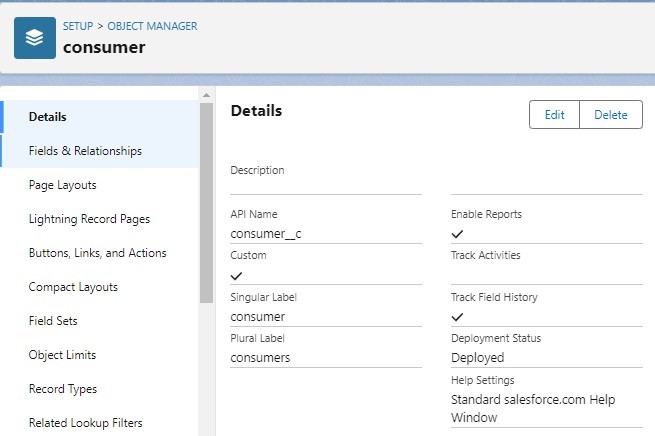 SETUP > OBJECT MANAGER
consumer
Details
Fields & Relationships
Page Layouts
Lightning Record Pages
Buttons, Links, and Actions
Compact Layouts
Field Sets
Object Limits
Record Types
Related Lookup Filters
Details
Edit
Delete
Description
API Name
consumer__c
Custom
Singular Label
consumer
Plural Label
consumers
Enable Reports
Track Activities
Track Field History
Deployment Status
Deployed
Help Settings
Standard salesforce.com Help
Window